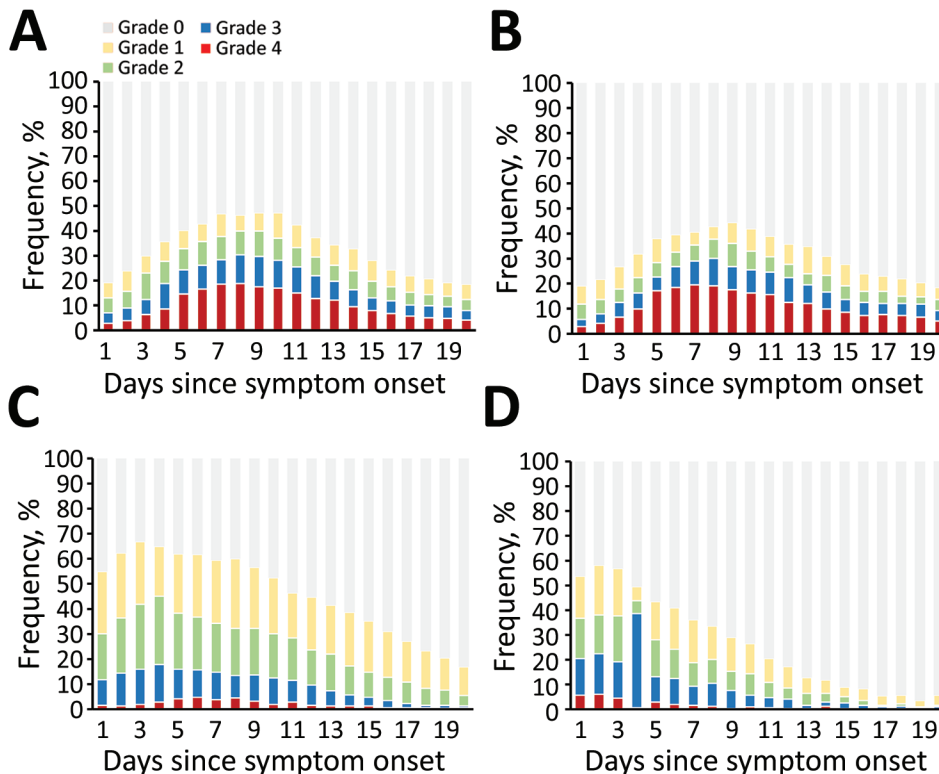 A
Grade 0
Grade 1
Grade 2
Grade 3
Grade 4
100
90
80
70
60
50
40
30
20
10
0
Frequency, %
1 3 5 7 9 11 13 15 17 19
Days since symptom onset
B
100
90
80
70
60
50
40
30
20
10
0
Frequency, %
1 3 5 7 9 11 13 15 17 19
Days since symptom onset
C
100
90
80
70
60
50
40
30
20
10
0
Frequency, %
1 3 5 7 9 11 13 15 17 19
Days since symptom onset
D
100
90
80
70
60
50
40
30
20
10
0
Frequency, %
1 3 5 7 9 11 13 15 17 19
Days since symptom onset